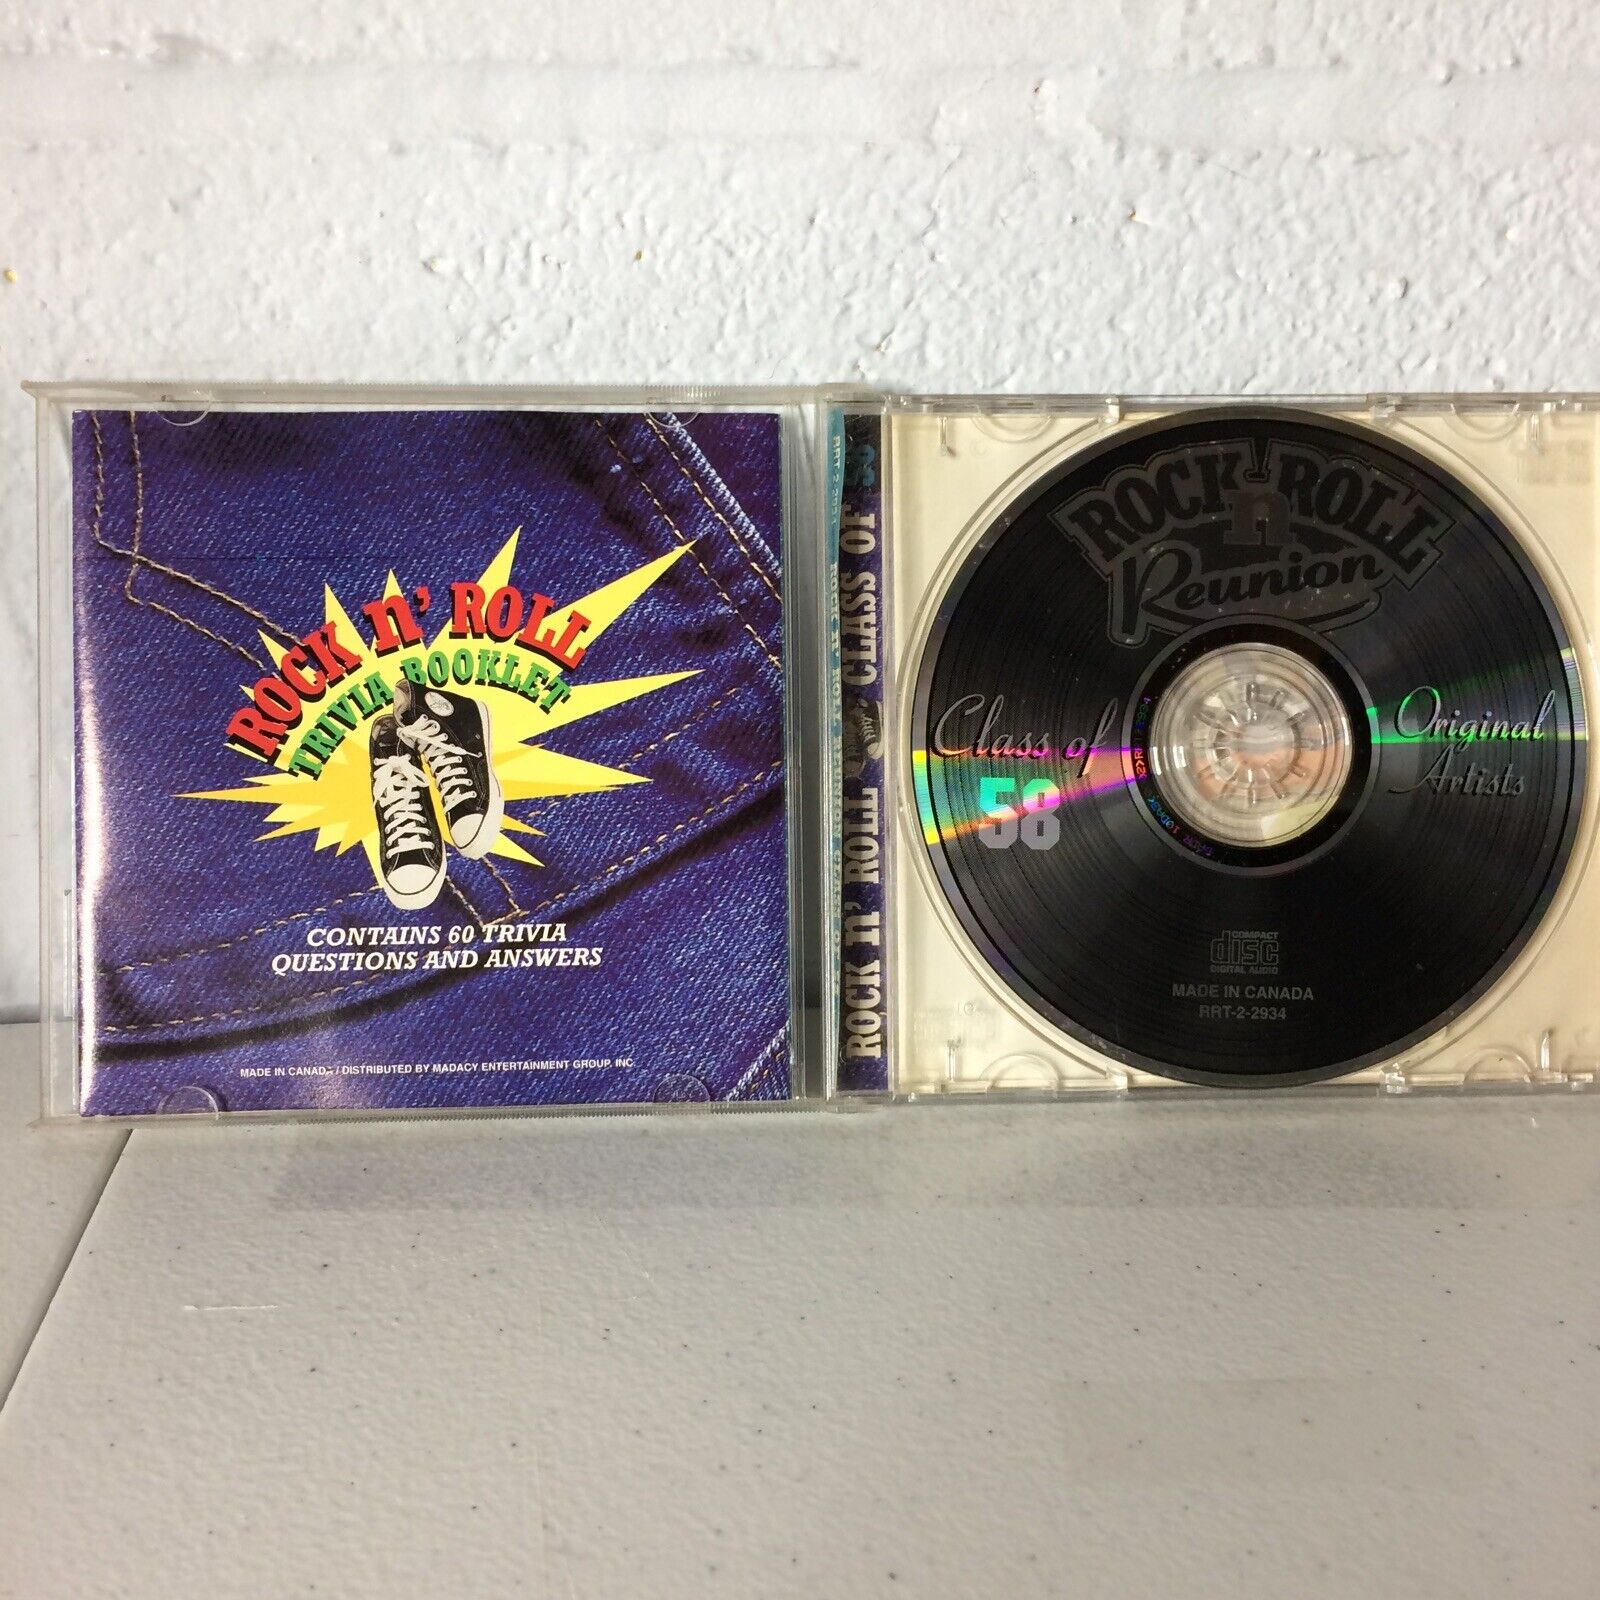 ROCK n' ROLL
TRIVIA BOOKLET
CONTAINS 60 TRIVIA
QUESTIONS AND ANSWERS
MADE IN CANADA / DISTRIBUTED BY MADACY ENTERTAINMENT GROUP, INC.
ROCK n' ROLL
CLASS OF 58
ROCK n ROLL
Reunion
Class of
58
Original
Artists
COMPACT
disc
DIGITAL AUDIO
MADE IN CANADA
RRT-2-2934